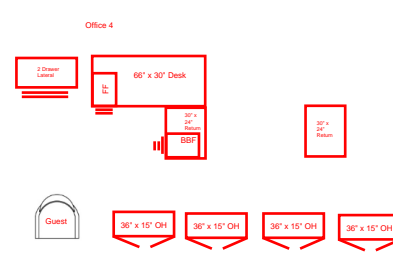 Office 4
2 Drawer
Lateral
66" x 30" Desk
FF
30" x
24"
Return
BBF
30" x
24"
Return
Guest
36" x 15" OH
36" x 15" OH
36" x 15" OH
36" x 15" OH